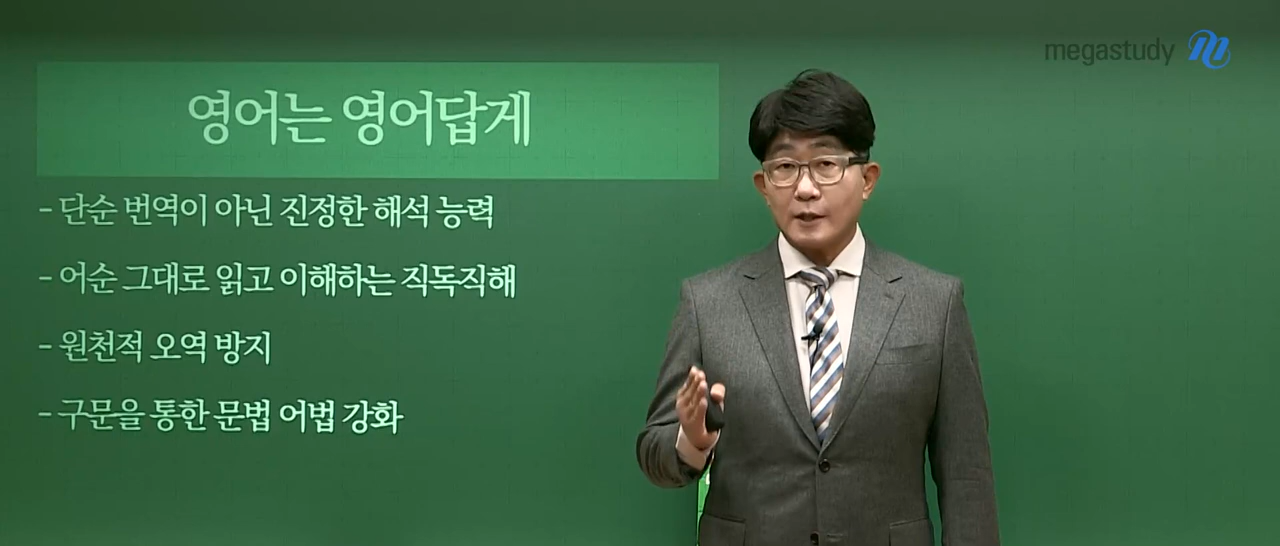 megastudy
영어는 영어답게
- 단순 번역이 아닌 진정한 해석 능력
- 어순 그대로 읽고 이해하는 직독직해
- 원천적 오역 방지
- 구문을 통한 문법 어법 강화